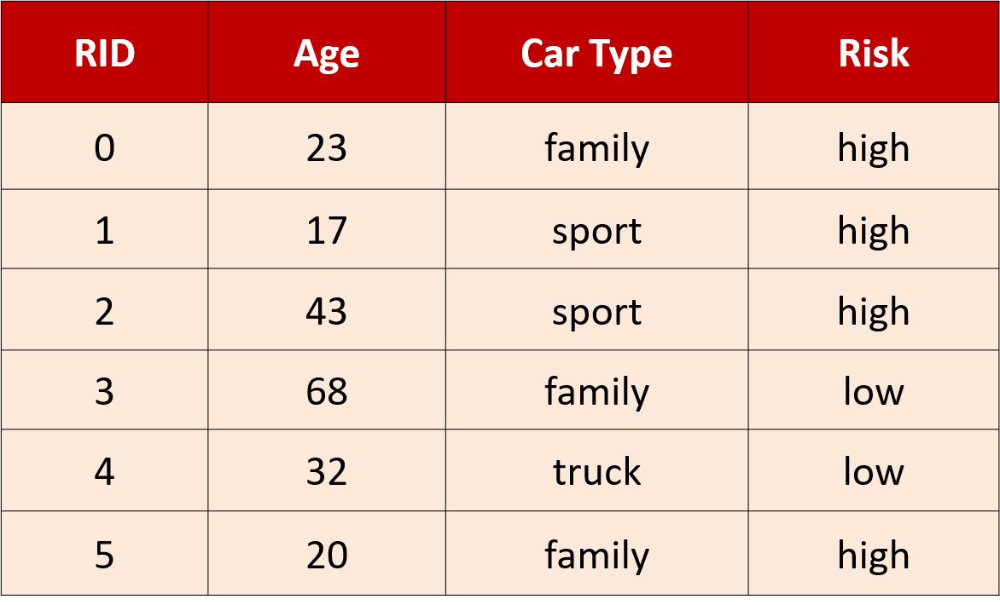 RID Age Car Type Risk
0 23 family high
1 17 sport high
2 43 sport high
3 68 family low
4 32 truck low
5 20 family high